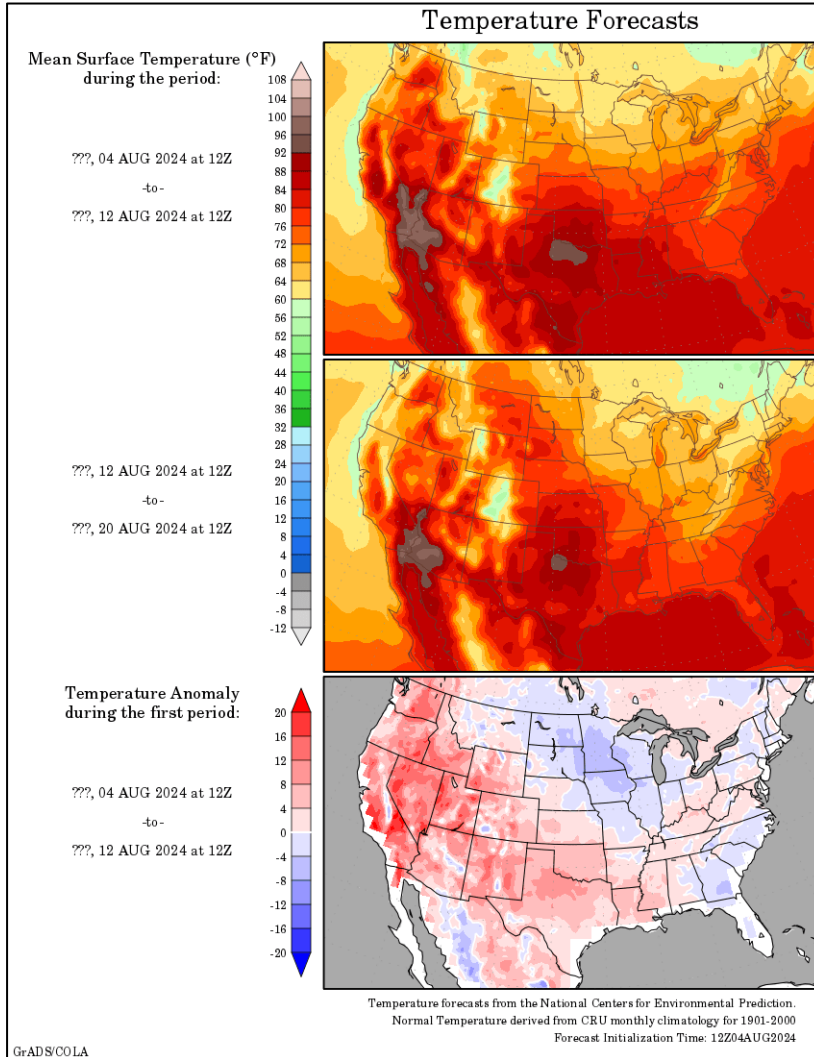 Temperature Forecasts
Mean Surface Temperature (°F)
during the period:
108
104
100
96
92
88
84
80
76
72
68
64
60
56
52
48
44
40
36
32
28
24
20
16
12
8
4
0
-4
-8
-12
???, 04 AUG 2024 at 12Z
-to-
???, 12 AUG 2024 at 12Z
???, 12 AUG 2024 at 12Z
-to-
???, 20 AUG 2024 at 12Z
Temperature Anomaly
during the first period:
20
16
12
8
4
0
-4
-8
-12
-16
-20
???, 04 AUG 2024 at 12Z
-to-
???, 12 AUG 2024 at 12Z
Temperature forecasts from the National Centers for Environmental Prediction.
Normal Temperature derived from CRU monthly climatology for 1901-2000
Forecast Initialization Time: 12Z04AUG2024
GrADS/COLA